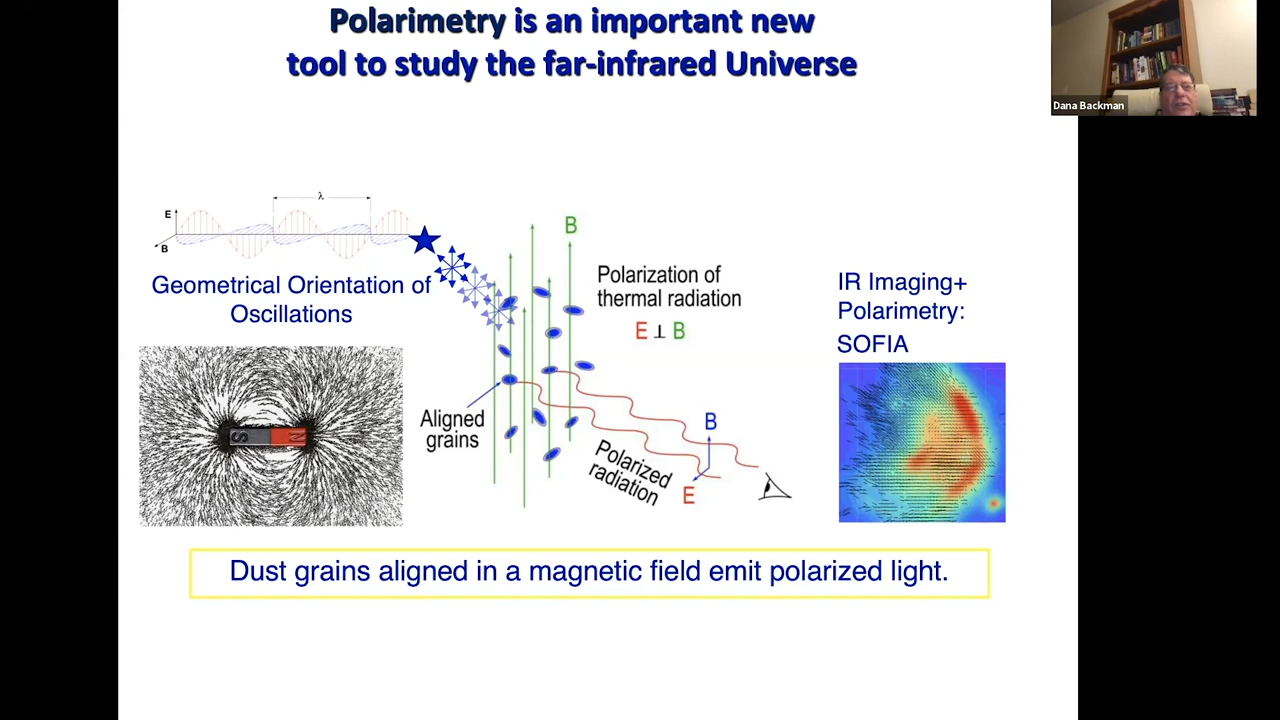 Polarimetry is an important new
tool to study the far-infrared Universe
Dana Backman
λ
E
B
Geometrical Orientation of
Oscillations
B
Polarization of
thermal radiation
E ⊥ B
Aligned
grains
Polarized
radiation
B
E
IR Imaging+
Polarimetry:
SOFIA
S
N
Dust grains aligned in a magnetic field emit polarized light.